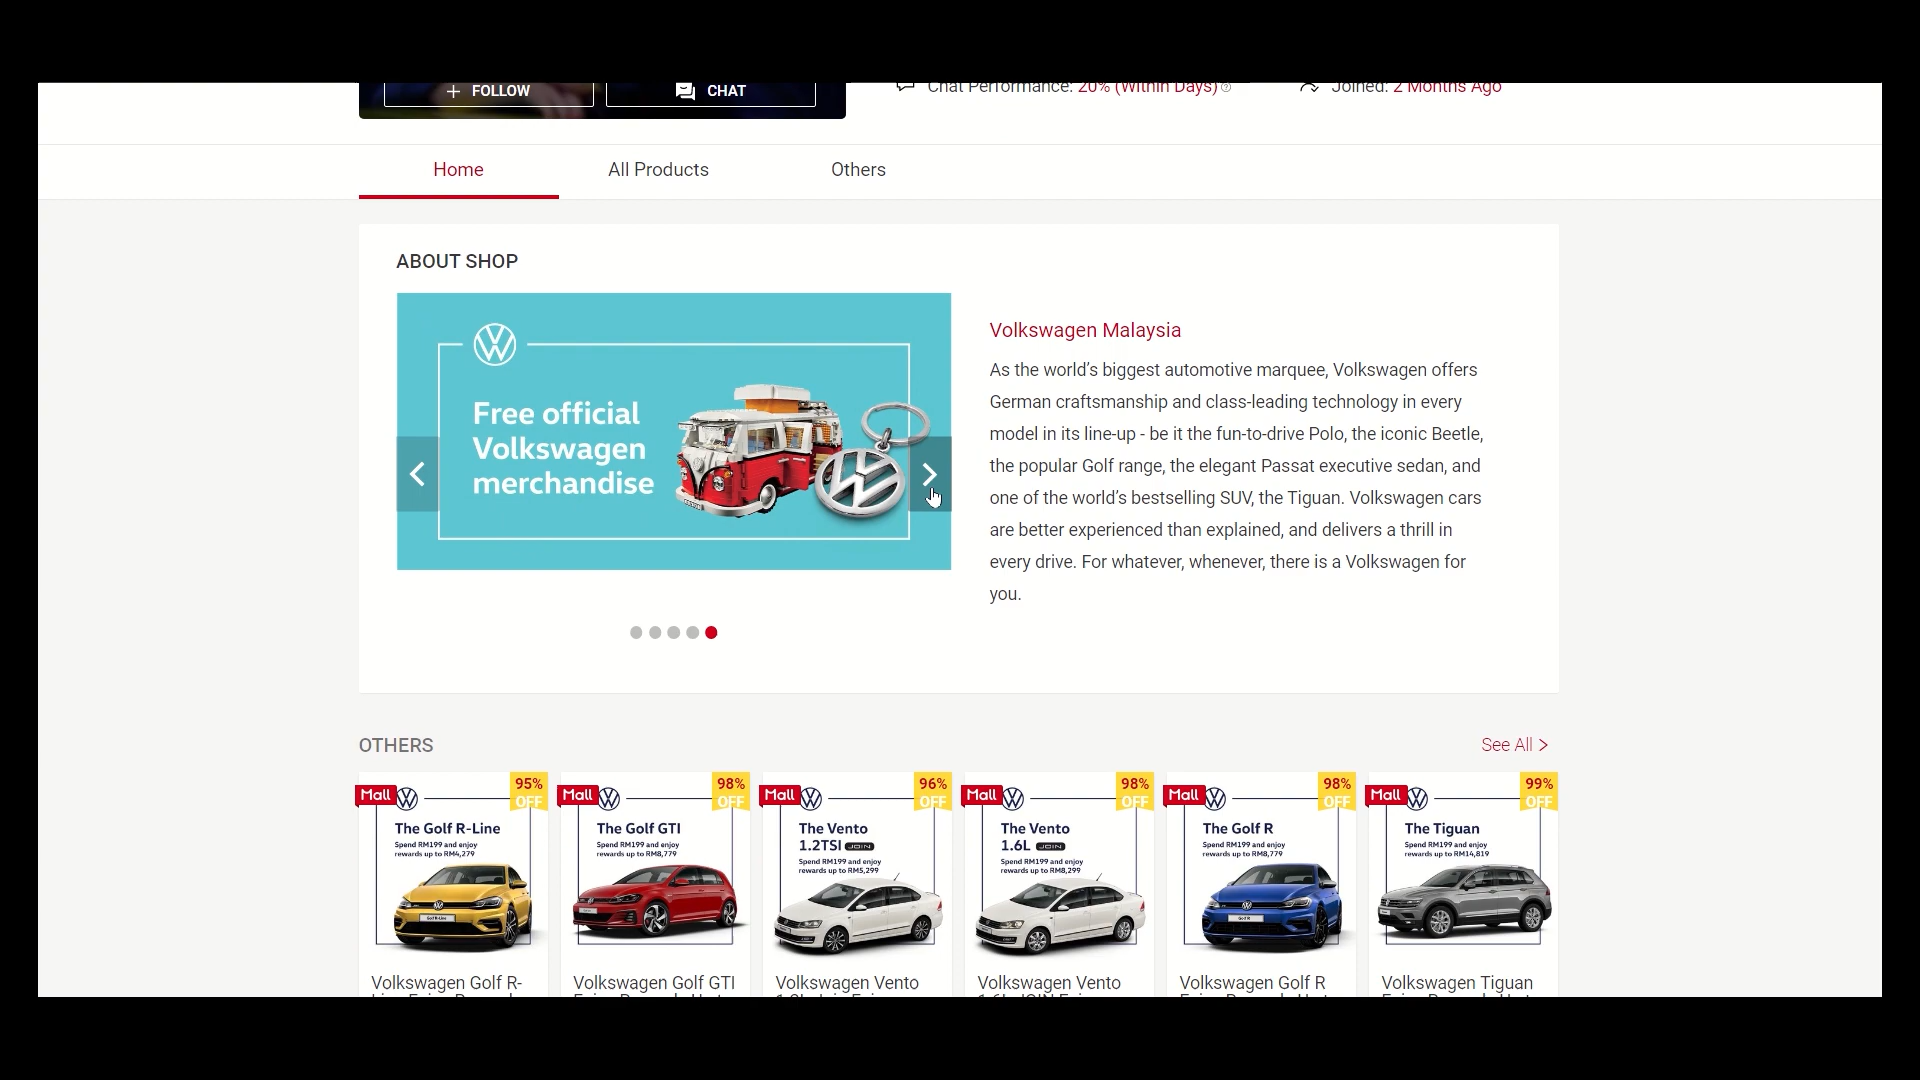 FOLLOW
CHAT
Chat Performance: 20% (Within Days)
Joined: 2 Months Ago
Home
All Products
Others
ABOUT SHOP
Free official
Volkswagen
merchandise
Volkswagen Malaysia
As the world’s biggest automotive marquee, Volkswagen offers
German craftsmanship and class-leading technology in every
model in its line-up - be it the fun-to-drive Polo, the iconic Beetle,
the popular Golf range, the elegant Passat executive sedan, and
one of the world’s bestselling SUV, the Tiguan. Volkswagen cars
are better experienced than explained, and delivers a thrill in
every drive. For whatever, whenever, there is a Volkswagen for
you.
OTHERS
See All >
Mall
95%
OFF
The Golf R-Line
Spend RM199 and enjoy
rewards up to RM4,279
Golf R-Line
Volkswagen Golf R-
Mall
98%
OFF
The Golf GTI
Spend RM199 and enjoy
rewards up to RM8,779
Volkswagen Golf GTI
Mall
96%
OFF
The Vento
1.2TSI JOIN
Spend RM199 and enjoy
rewards up to RM5,299
Volkswagen Vento
Mall
98%
OFF
The Vento
1.6L JOIN
Spend RM199 and enjoy
rewards up to RM8,299
Volkswagen Vento
Mall
98%
OFF
The Golf R
Spend RM199 and enjoy
rewards up to RM8,779
Golf R
Volkswagen Golf R
Mall
99%
OFF
The Tiguan
Spend RM199 and enjoy
rewards up to RM14,819
Volkswagen Tiguan